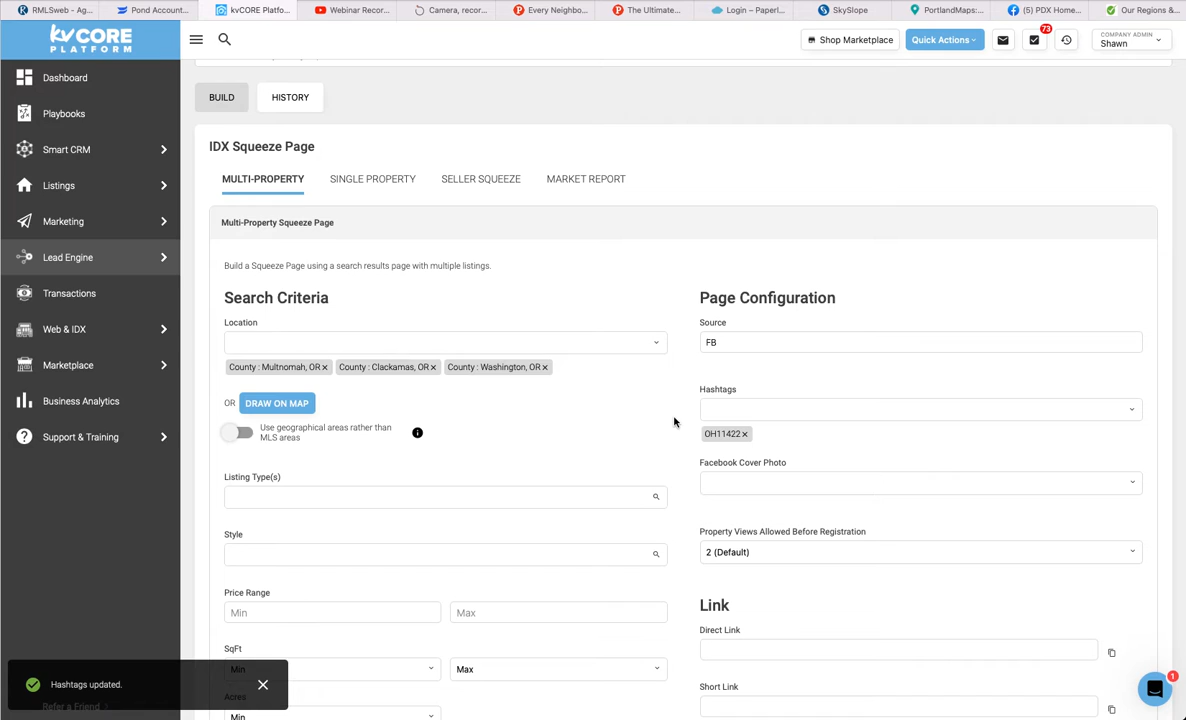 RMLSweb - Ag...
Pond Account...
kvCORE Platfo...
Webinar Recor...
Camera, recor...
Every Neighbo...
The Ultimate...
Login – Paperl...
SkySlope
PortlandMaps:...
(5) PDX Home...
Our Regions &...
kvCORE
PLATFORM
Shop Marketplace
Quick Actions
73
COMPANY ADMIN
Shawn
Dashboard
Playbooks
Smart CRM
Listings
Marketing
Lead Engine
Transactions
Web & IDX
Marketplace
Business Analytics
Support & Training
BUILD
HISTORY
IDX Squeeze Page
MULTI-PROPERTY
SINGLE PROPERTY
SELLER SQUEEZE
MARKET REPORT
Multi-Property Squeeze Page
Build a Squeeze Page using a search results page with multiple listings.
Search Criteria
Location
County : Multnomah, OR × County : Clackamas, OR × County : Washington, OR ×
OR DRAW ON MAP
Use geographical areas rather than
MLS areas
Listing Type(s)
Style
Price Range
Min
Max
SqFt
Min
Max
Acres
Min
Page Configuration
Source
FB
Hashtags
OH11422 ×
Facebook Cover Photo
Property Views Allowed Before Registration
2 (Default)
Link
Direct Link
Short Link
Hashtags updated.
Refer a Friend
1